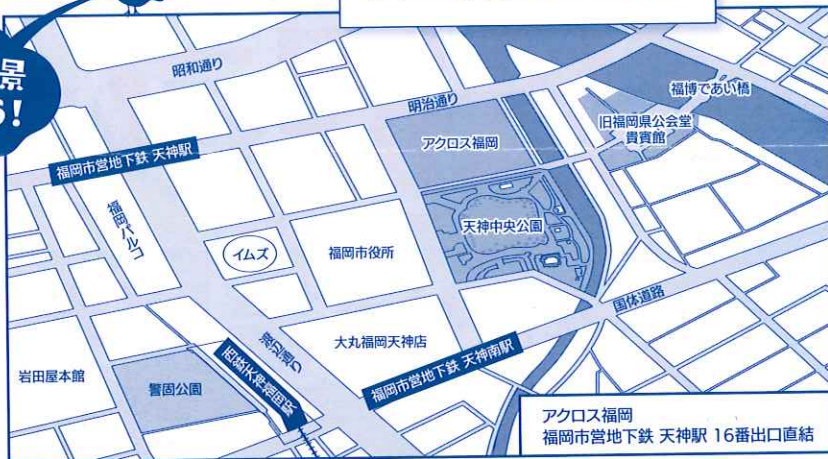 景
!
昭和通り
明治通り
福博であい橋
旧福岡県公会堂
貴賓館
アクロス福岡
福岡市営地下鉄 天神駅
福岡パルコ
イムズ
福岡市役所
天神中央公園
国体道路
渡辺通り
大丸福岡天神店
福岡市営地下鉄 天神南駅
西鉄天神福岡駅
岩田屋本館
警固公園
アクロス福岡
福岡市営地下鉄 天神駅 16番出口直結